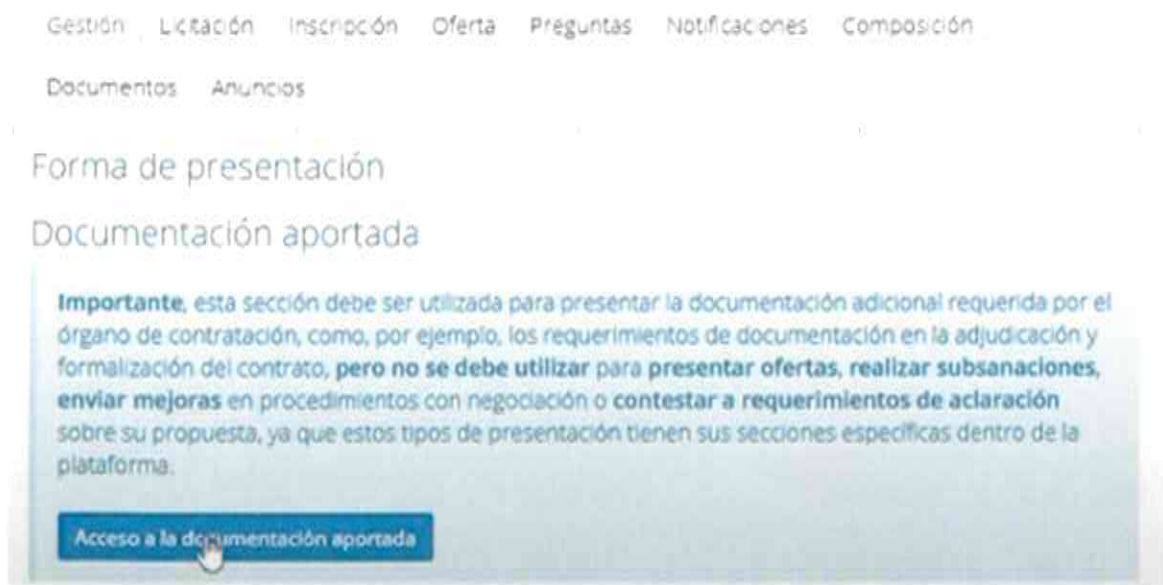 Gestión Licitación Inscripción Oferta Preguntas Notificaciones Composición
Documentos Anuncios
Forma de presentación
Documentación aportada
Importante, esta sección debe ser utilizada para presentar la documentación adicional requerida por el
órgano de contratación, como, por ejemplo, los requerimientos de documentación en la adjudicación y
formalización del contrato, pero no se debe utilizar para presentar ofertas, realizar subsanaciones,
enviar mejoras en procedimientos con negociación o contestar a requerimientos de aclaración
sobre su propuesta, ya que estos tipos de presentación tienen sus secciones específicas dentro de la
plataforma.
Acceso a la documentación aportada